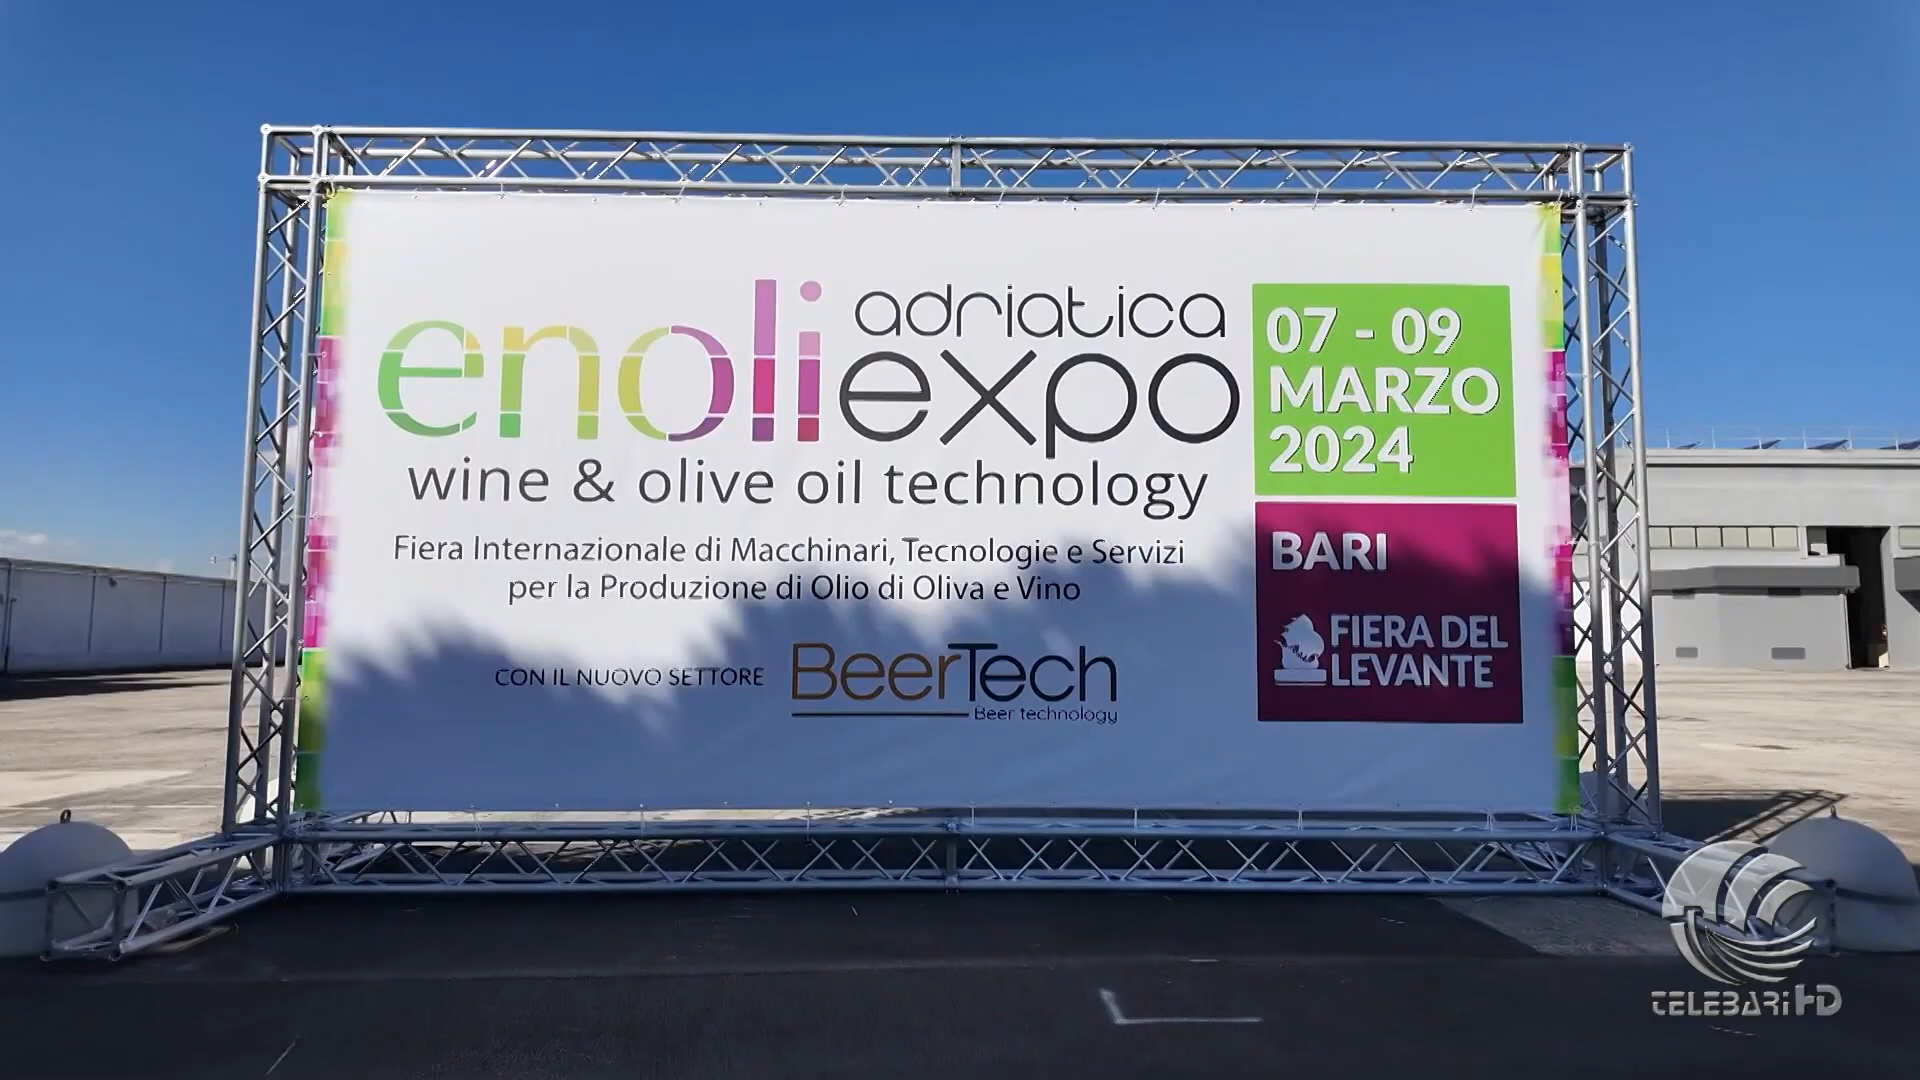 enoliexpo adriatica
wine & olive oil technology
Fiera Internazionale di Macchinari, Tecnologie e Servizi
per la Produzione di Olio di Oliva e Vino
CON IL NUOVO SETTORE BeerTech
Beer technology
07 - 09
MARZO
2024
BARI
FIERA DEL
LEVANTE
TELEBARI HD